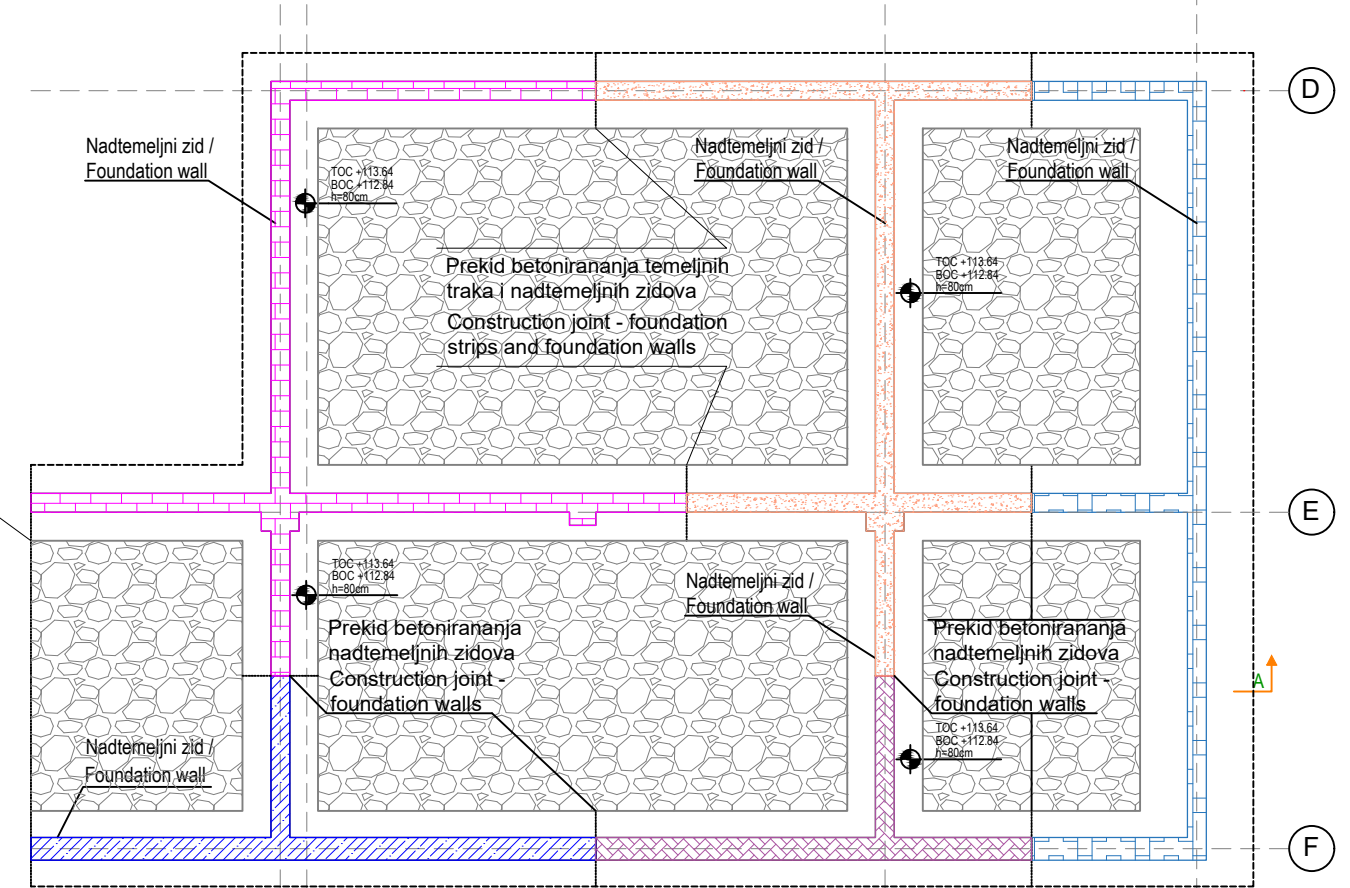 D
Nadtemeljni zid /
Foundation wall
Nadtemeljni zid /
Foundation wall
Nadtemeljni zid /
Foundation wall
TOC +113.64
BOC +112.84
h=80cm
TOC +113.64
BOC +112.84
h=80cm
Prekid betonirananja temeljnih
traka i nadtemeljnih zidova
Construction joint - foundation
strips and foundation walls
E
TOC +113.64
BOC +112.84
h=80cm
Nadtemeljni zid /
Foundation wall
Prekid betonirananja
nadtemeljnih zidova
Construction joint -
foundation walls
Prekid betonirananja
nadtemeljnih zidova
Construction joint -
foundation walls
A
TOC +113.64
BOC +112.84
h=80cm
Nadtemeljni zid /
Foundation wall
F